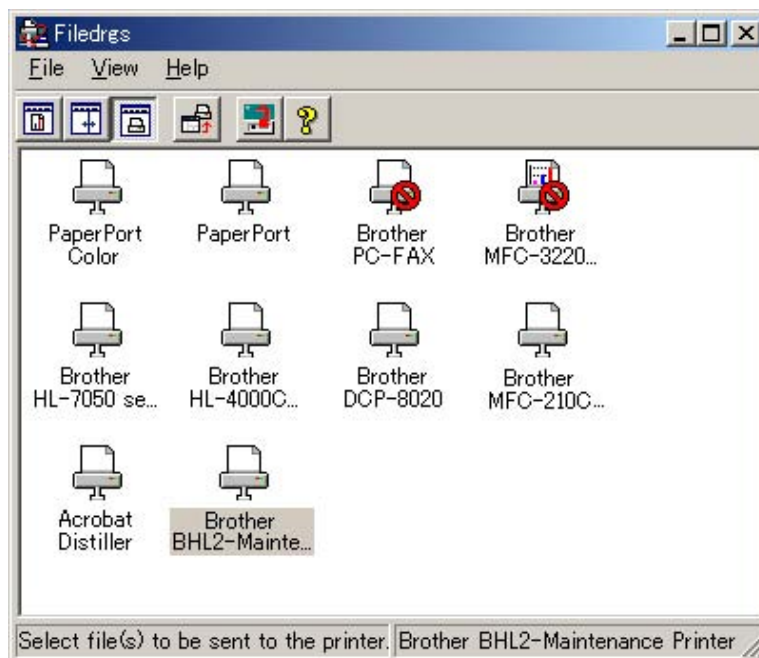 Filedrgs
File View Help
PaperPort
Color
PaperPort
Brother
PC-FAX
Brother
MFC-3220...
Brother
HL-7050 se...
Brother
HL-4000C...
Brother
DCP-8020
Brother
MFC-210C...
Acrobat
Distiller
Brother
BHL2-Mainte...
Select file(s) to be sent to the printer. Brother BHL2-Maintenance Printer